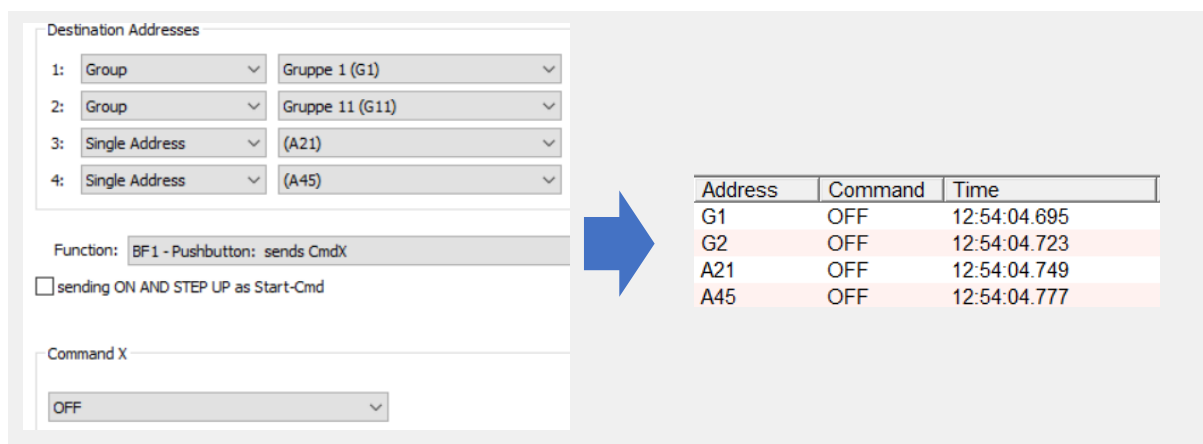 Destination Addresses
1: Group Gruppe 1 (G1)
2: Group Gruppe 11 (G11)
3: Single Address (A21)
4: Single Address (A45)
Function: BF1 - Pushbutton: sends CmdX
sending ON AND STEP UP as Start-Cmd
Command X
OFF
Address Command Time
G1 OFF 12:54:04.695
G2 OFF 12:54:04.723
A21 OFF 12:54:04.749
A45 OFF 12:54:04.777